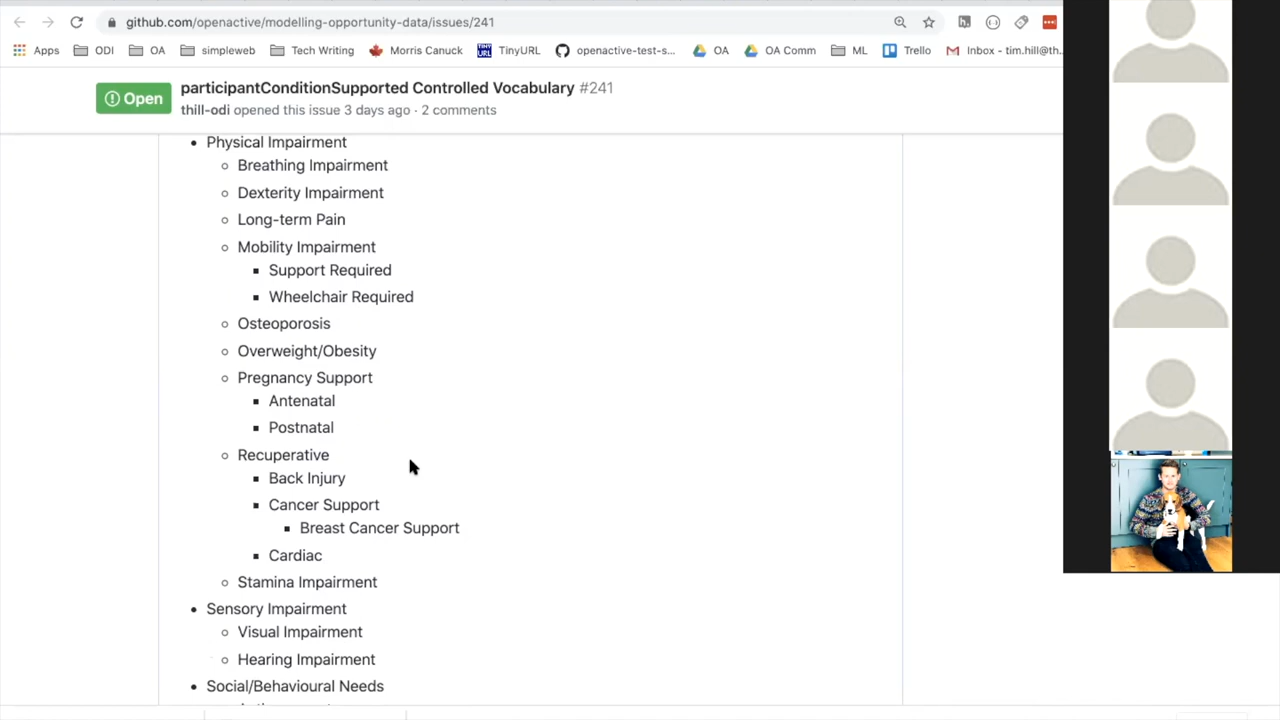 github.com/openactive/modelling-opportunity-data/issues/241
Apps ODI OA simpleweb Tech Writing Morris Canuck TinyURL openactive-test-s... OA OA Comm ML Trello Inbox - tim.hill@th...
Open participantConditionSupported Controlled Vocabulary #241
thill-odi opened this issue 3 days ago · 2 comments
Physical Impairment
Breathing Impairment
Dexterity Impairment
Long-term Pain
Mobility Impairment
Support Required
Wheelchair Required
Osteoporosis
Overweight/Obesity
Pregnancy Support
Antenatal
Postnatal
Recuperative
Back Injury
Cancer Support
Breast Cancer Support
Cardiac
Stamina Impairment
Sensory Impairment
Visual Impairment
Hearing Impairment
Social/Behavioural Needs